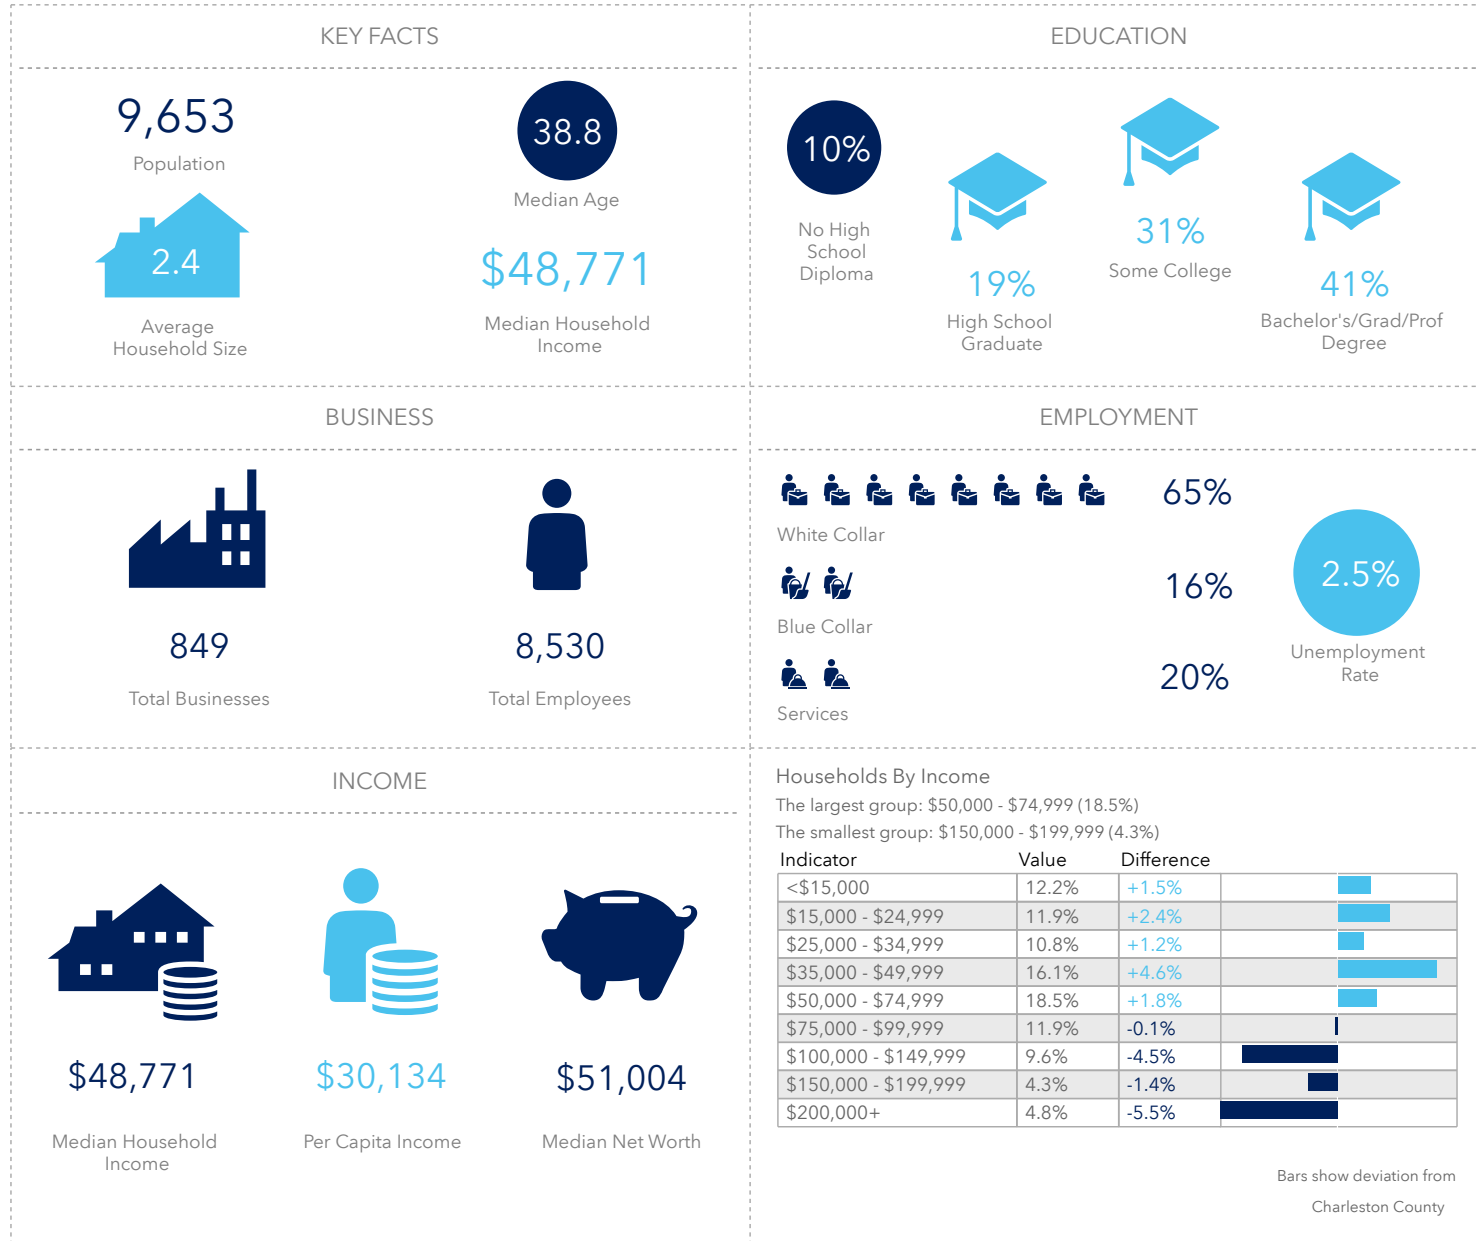 KEY FACTS
9,653
Population
38.8
Median Age
2.4
Average
Household Size
$48,771
Median Household
Income
EDUCATION
10%
No High
School
Diploma
19%
High School
Graduate
31%
Some College
41%
Bachelor's/Grad/Prof
Degree
BUSINESS
849
Total Businesses
8,530
Total Employees
EMPLOYMENT
65%
White Collar
16%
Blue Collar
20%
Services
2.5%
Unemployment
Rate
INCOME
$48,771
Median Household
Income
$30,134
Per Capita Income
$51,004
Median Net Worth
Households By Income
The largest group: $50,000 - $74,999 (18.5%)
The smallest group: $150,000 - $199,999 (4.3%)
Indicator Value Difference
<$15,000 12.2% +1.5%
$15,000 - $24,999 11.9% +2.4%
$25,000 - $34,999 10.8% +1.2%
$35,000 - $49,999 16.1% +4.6%
$50,000 - $74,999 18.5% +1.8%
$75,000 - $99,999 11.9% -0.1%
$100,000 - $149,999 9.6% -4.5%
$150,000 - $199,999 4.3% -1.4%
$200,000+ 4.8% -5.5%
Bars show deviation from
Charleston County